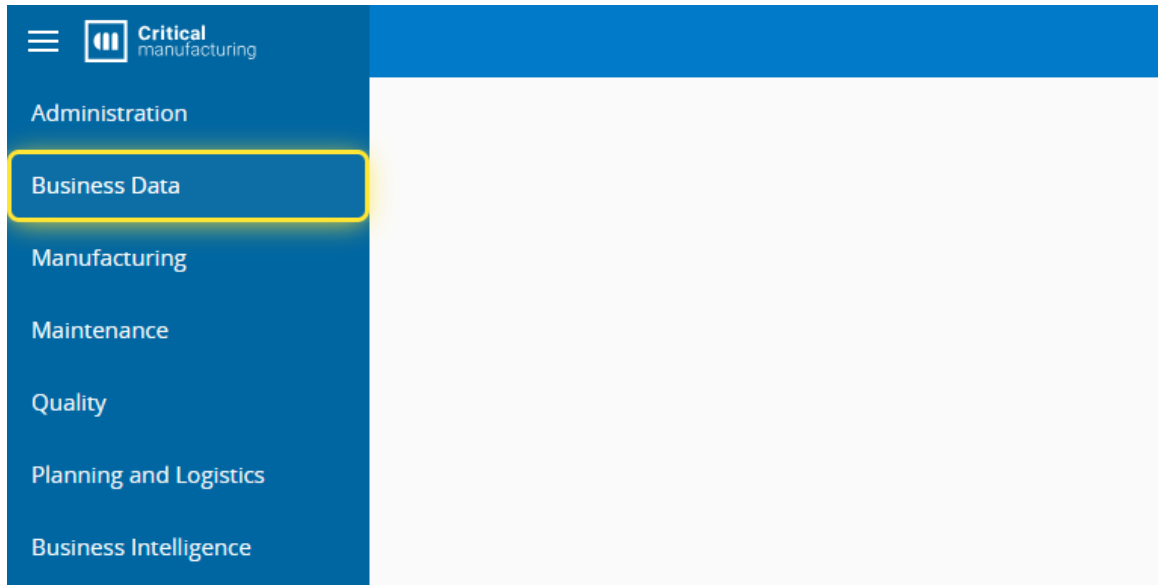 Critical
manufacturing
Administration
Business Data
Manufacturing
Maintenance
Quality
Planning and Logistics
Business Intelligence